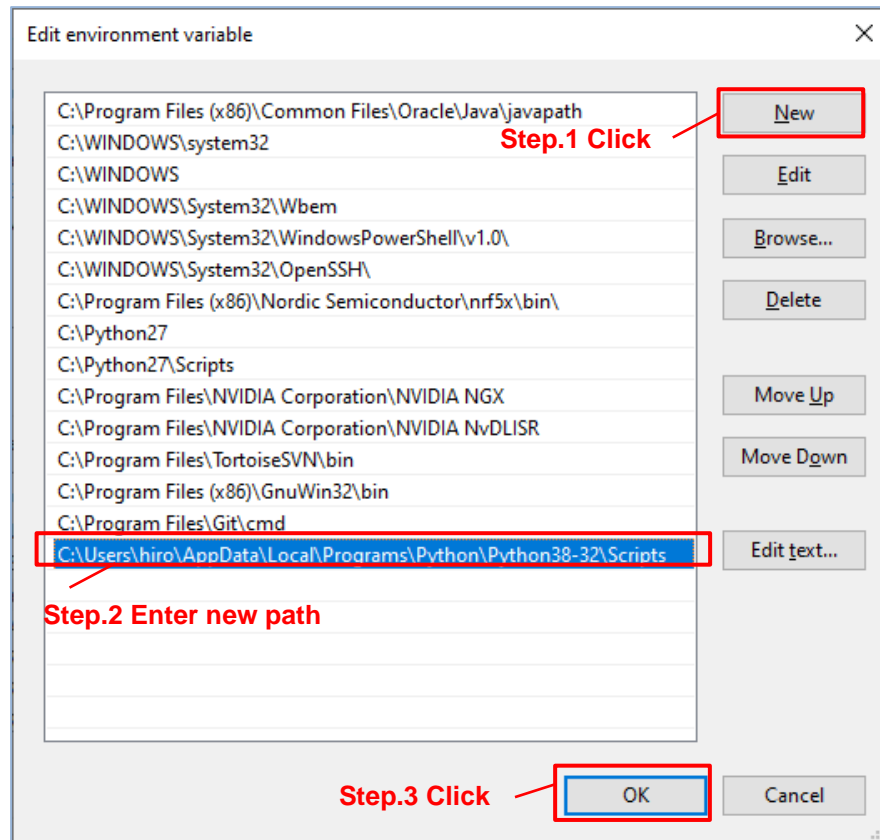 Edit environment variable
C:\Program Files (x86)\Common Files\Oracle\Java\javapath
New
Step.1 Click
C:\WINDOWS\system32
C:\WINDOWS
Edit
C:\WINDOWS\System32\Wbem
C:\WINDOWS\System32\WindowsPowerShell\v1.0\
Browse...
C:\WINDOWS\System32\OpenSSH\
C:\Program Files (x86)\Nordic Semiconductor\nrf5x\bin\
Delete
C:\Python27
C:\Python27\Scripts
C:\Program Files\NVIDIA Corporation\NVIDIA NGX
Move Up
C:\Program Files\NVIDIA Corporation\NVIDIA NvDLISR
C:\Program Files\TortoiseSVN\bin
Move Down
C:\Program Files (x86)\GnuWin32\bin
C:\Program Files\Git\cmd
C:\Users\hiro\AppData\Local\Programs\Python\Python38-32\Scripts
Edit text...
Step.2 Enter new path
Step.3 Click
OK
Cancel